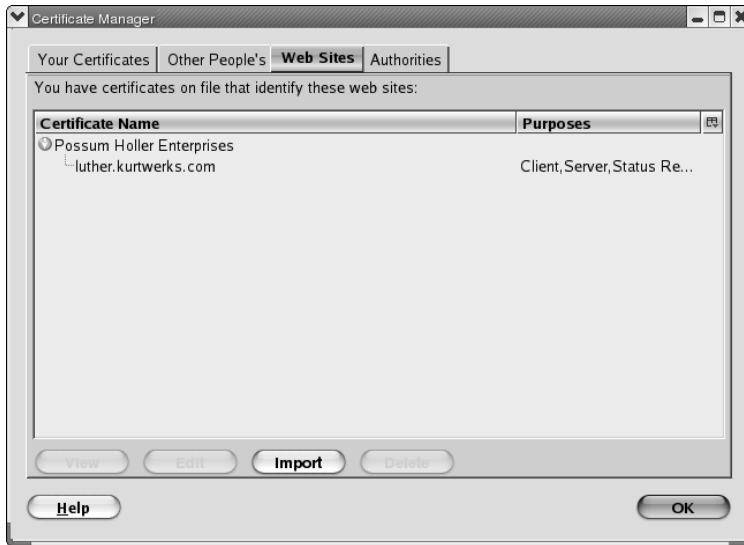 Certificate Manager
Your Certificates Other People's Web Sites Authorities
You have certificates on file that identify these web sites:
Certificate Name Purposes
Possum Holler Enterprises
luther.kurtwerks.com Client,Server,Status Re...
View Edit Import Delete
Help OK